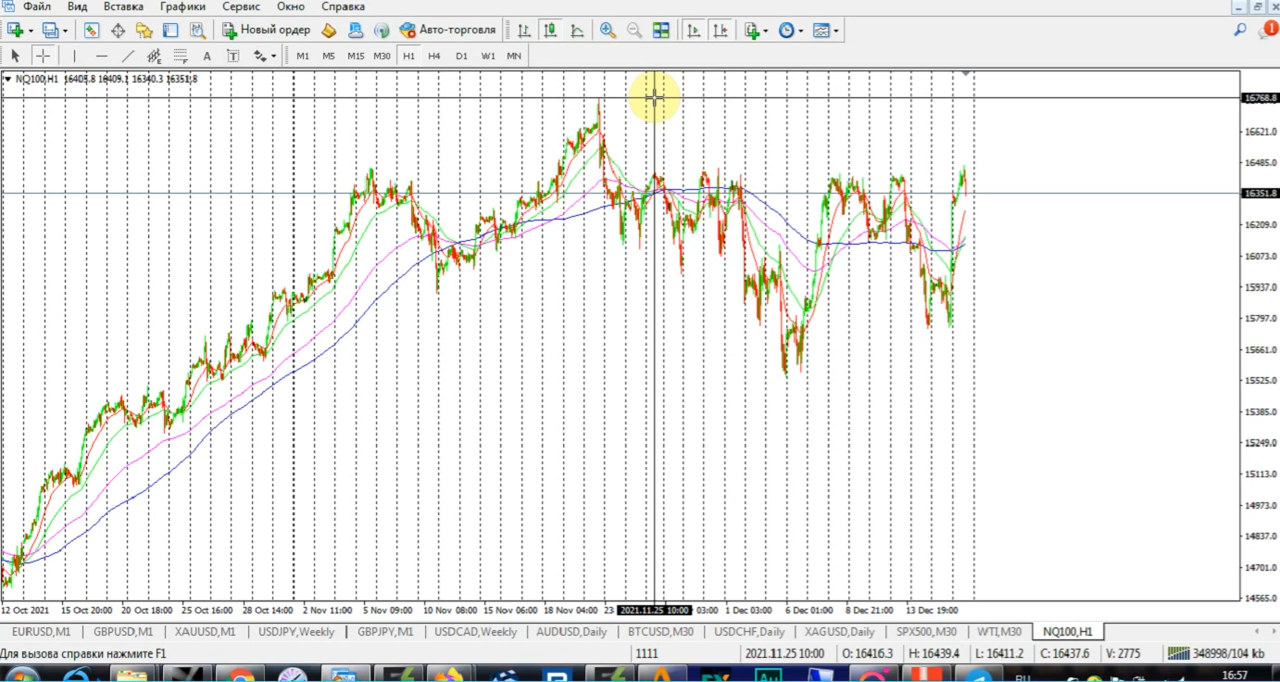 Файл Вид Вставка Графики Сервис Окно Справка
Новый ордер Авто-торговля 1
A T M1 M5 M15 M30 H1 H4 D1 W1 MN
NQ100,H1 16405.8 16409.1 16340.3 16351.8
16768.8
16621.0
16485.0
16351.8
16209.0
16073.0
15937.0
15797.0
15661.0
15525.0
15385.0
15249.0
15113.0
14973.0
14837.0
14701.0
14565.0
12 Oct 2021 15 Oct 20:00 20 Oct 18:00 25 Oct 16:00 28 Oct 14:00 2 Nov 11:00 5 Nov 09:00 10 Nov 08:00 15 Nov 06:00 18 Nov 04:00 23 2021.11.25 10:00 03:00 1 Dec 03:00 6 Dec 01:00 8 Dec 21:00 13 Dec 19:00
EURUSD,M1 GBPUSD,M1 XAUUSD,M1 USDJPY,Weekly GBPJPY,M1 USDCAD,Weekly AUDUSD,Daily BTCUSD,M30 USDCHF,Daily XAGUSD,Daily SPX500,M30 WTI,M30 NQ100,H1
Для вызова справки нажмите F1 1111 2021.11.25 10:00 O: 16416.3 H: 16439.4 L: 16411.2 C: 16437.6 V: 2775 348998/104 kb
RU 16:57